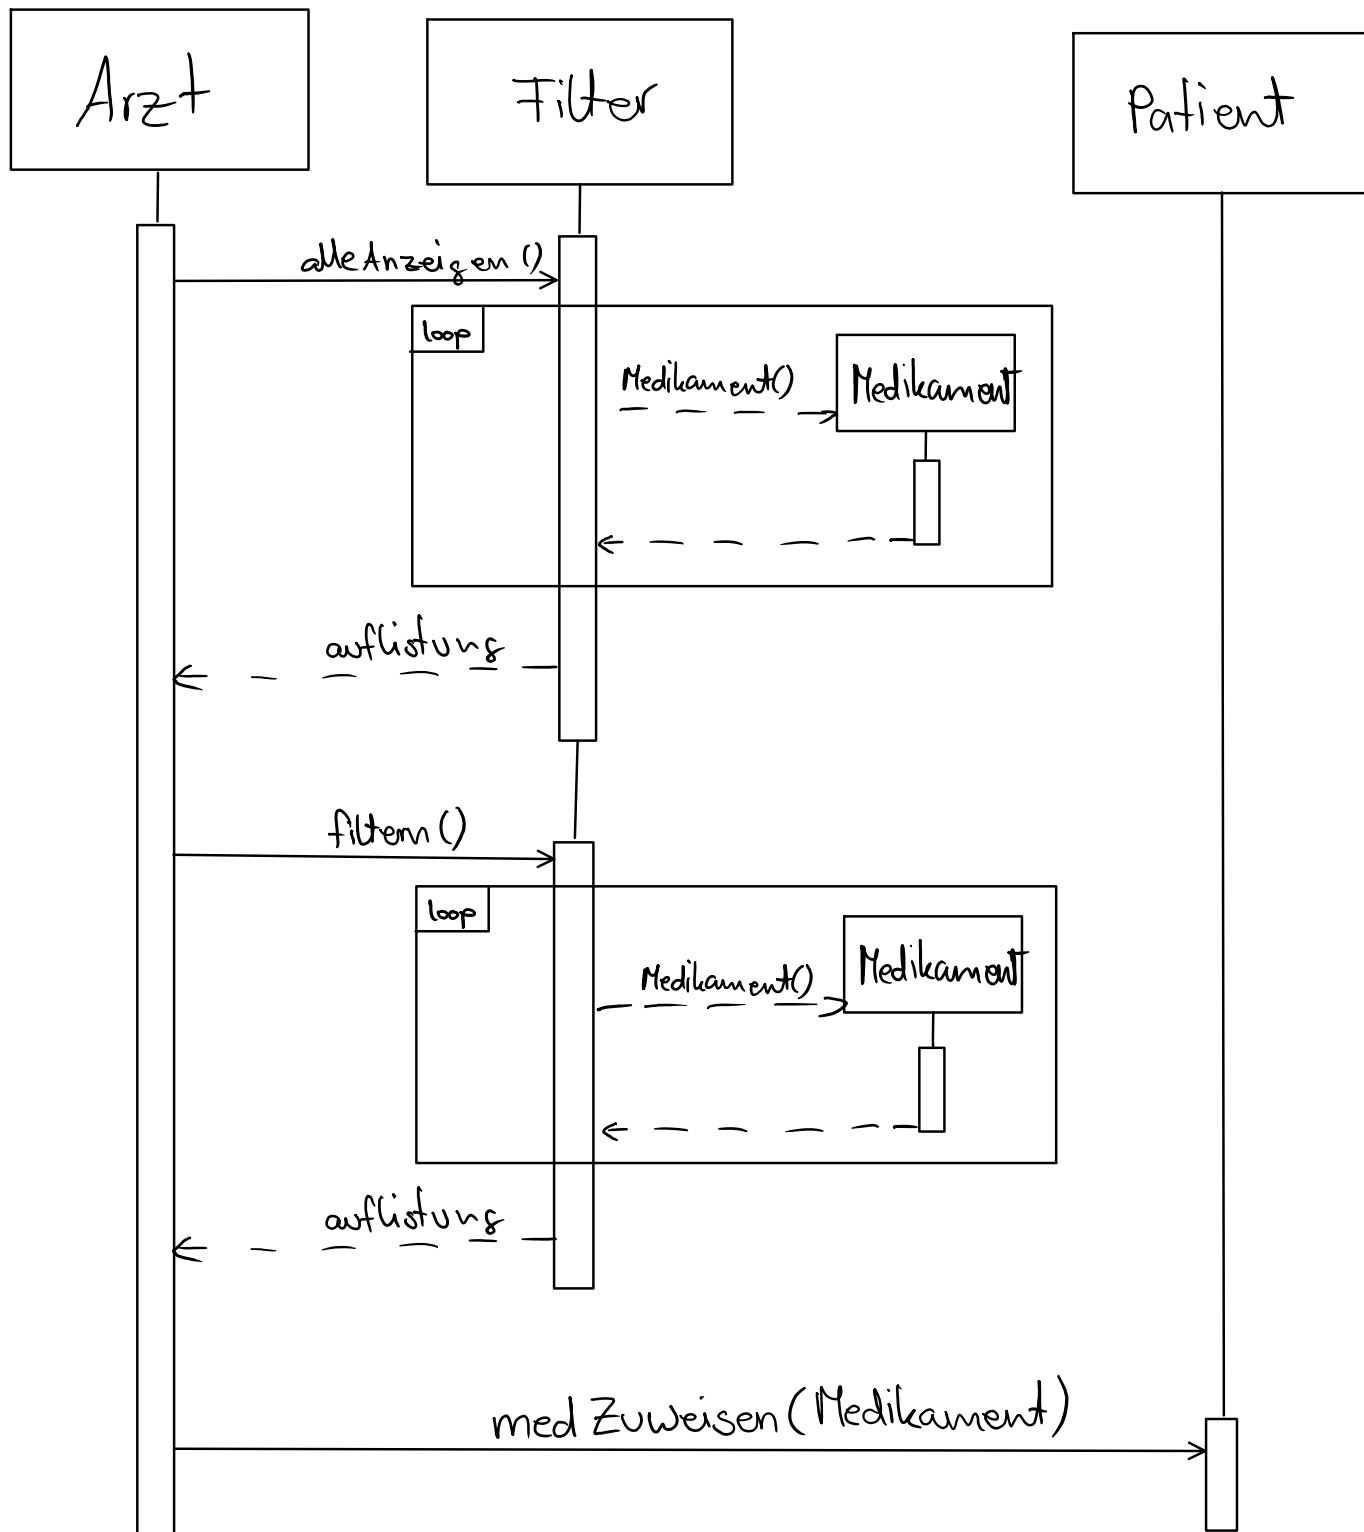 Arzt
Filter
Patient
alleAnzeigen()
loop
Medikament()
Medikament
auflistung
filtern()
loop
Medikament()
Medikament
auflistung
medZuweisen(Medikament)